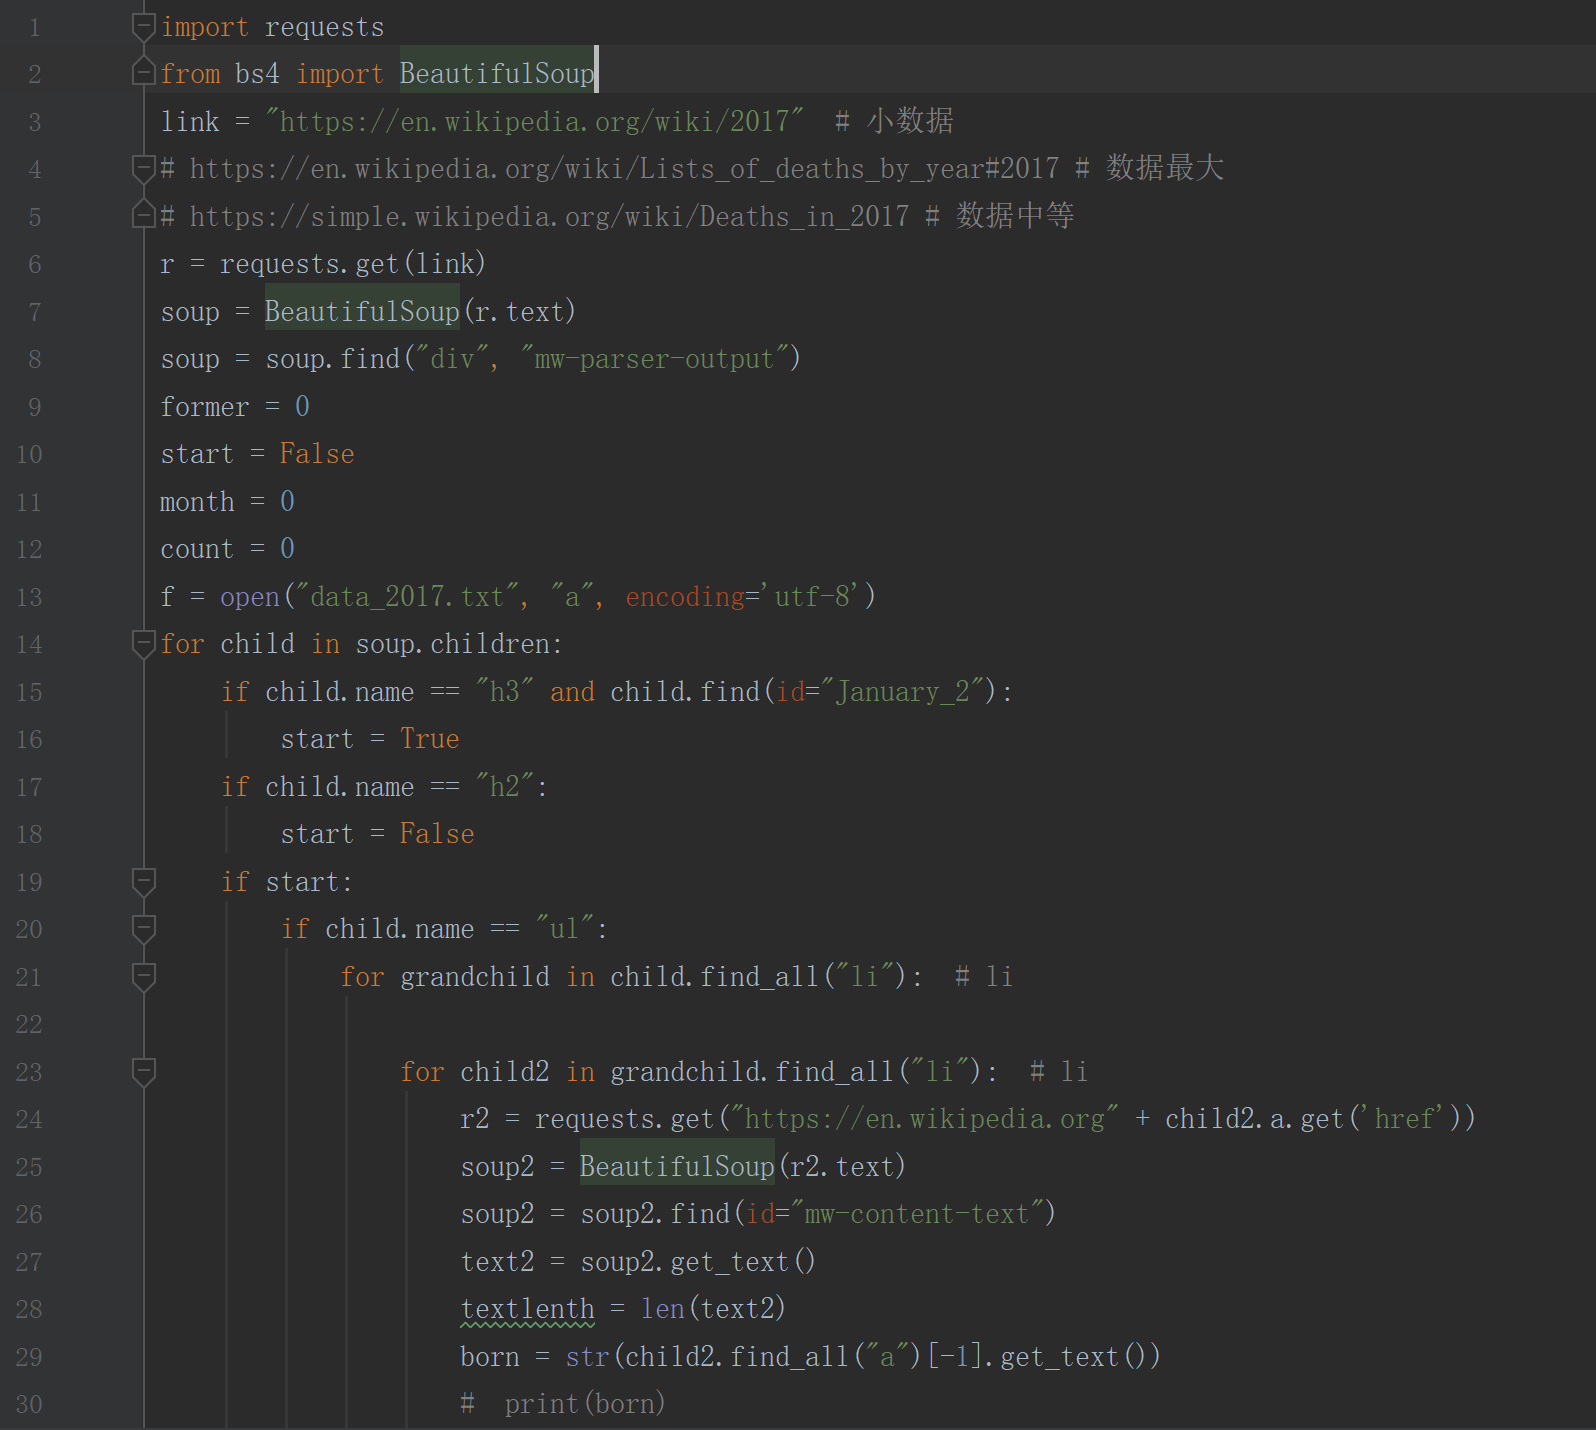 1 import requests
2 from bs4 import BeautifulSoup
3 link = "https://en.wikipedia.org/wiki/2017"  # 小数据
4 # https://en.wikipedia.org/wiki/Lists_of_deaths_by_year#2017 # 数据最大
5 # https://simple.wikipedia.org/wiki/Deaths_in_2017 # 数据中等
6 r = requests.get(link)
7 soup = BeautifulSoup(r.text)
8 soup = soup.find("div", "mw-parser-output")
9 former = 0
10 start = False
11 month = 0
12 count = 0
13 f = open("data_2017.txt", "a", encoding='utf-8')
14 for child in soup.children:
15     if child.name == "h3" and child.find(id="January_2"):
16         start = True
17     if child.name == "h2":
18         start = False
19     if start:
20         if child.name == "ul":
21             for grandchild in child.find_all("li"):  # li
22
23                 for child2 in grandchild.find_all("li"):  # li
24                     r2 = requests.get("https://en.wikipedia.org" + child2.a.get('href'))
25                     soup2 = BeautifulSoup(r2.text)
26                     soup2 = soup2.find(id="mw-content-text")
27                     text2 = soup2.get_text()
28                     textlenth = len(text2)
29                     born = str(child2.find_all("a")[-1].get_text())
30                     #  print(born)